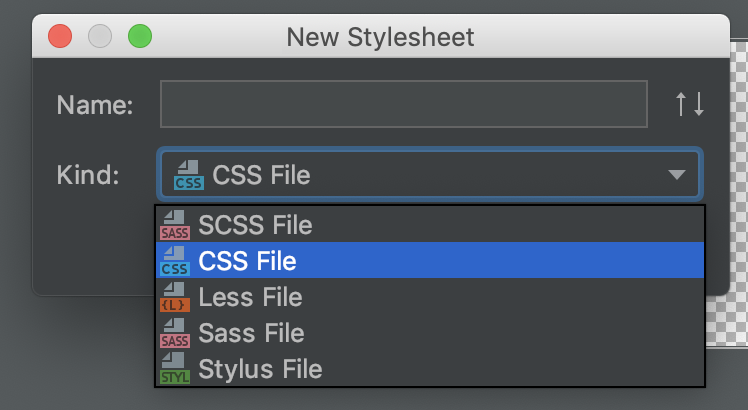 New Stylesheet
Name:
Kind: CSS CSS File
SASS SCSS File
CSS CSS File
{L} Less File
SASS Sass File
STYL Stylus File